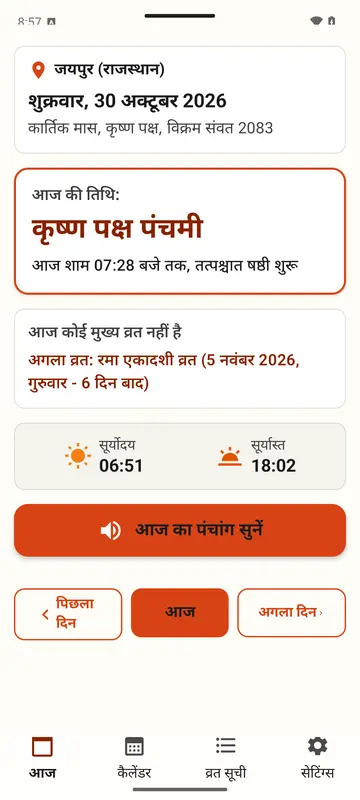 8:57
जयपुर (राजस्थान)
शुक्रवार, 30 अक्टूबर 2026
कार्तिक मास, कृष्ण पक्ष, विक्रम संवत 2083
आज की तिथि:
कृष्ण पक्ष पंचमी
आज शाम 07:28 बजे तक, तत्पश्चात षष्ठी शुरू
आज कोई मुख्य व्रत नहीं है
अगला व्रत: रमा एकादशी व्रत (5 नवंबर 2026,
गुरुवार - 6 दिन बाद)
सूर्योदय
06:51
सूर्यास्त
18:02
आज का पंचांग सुनें
पिछला
दिन
आज
अगला दिन ›
आज
कैलेंडर
व्रत सूची
सेटिंग्स